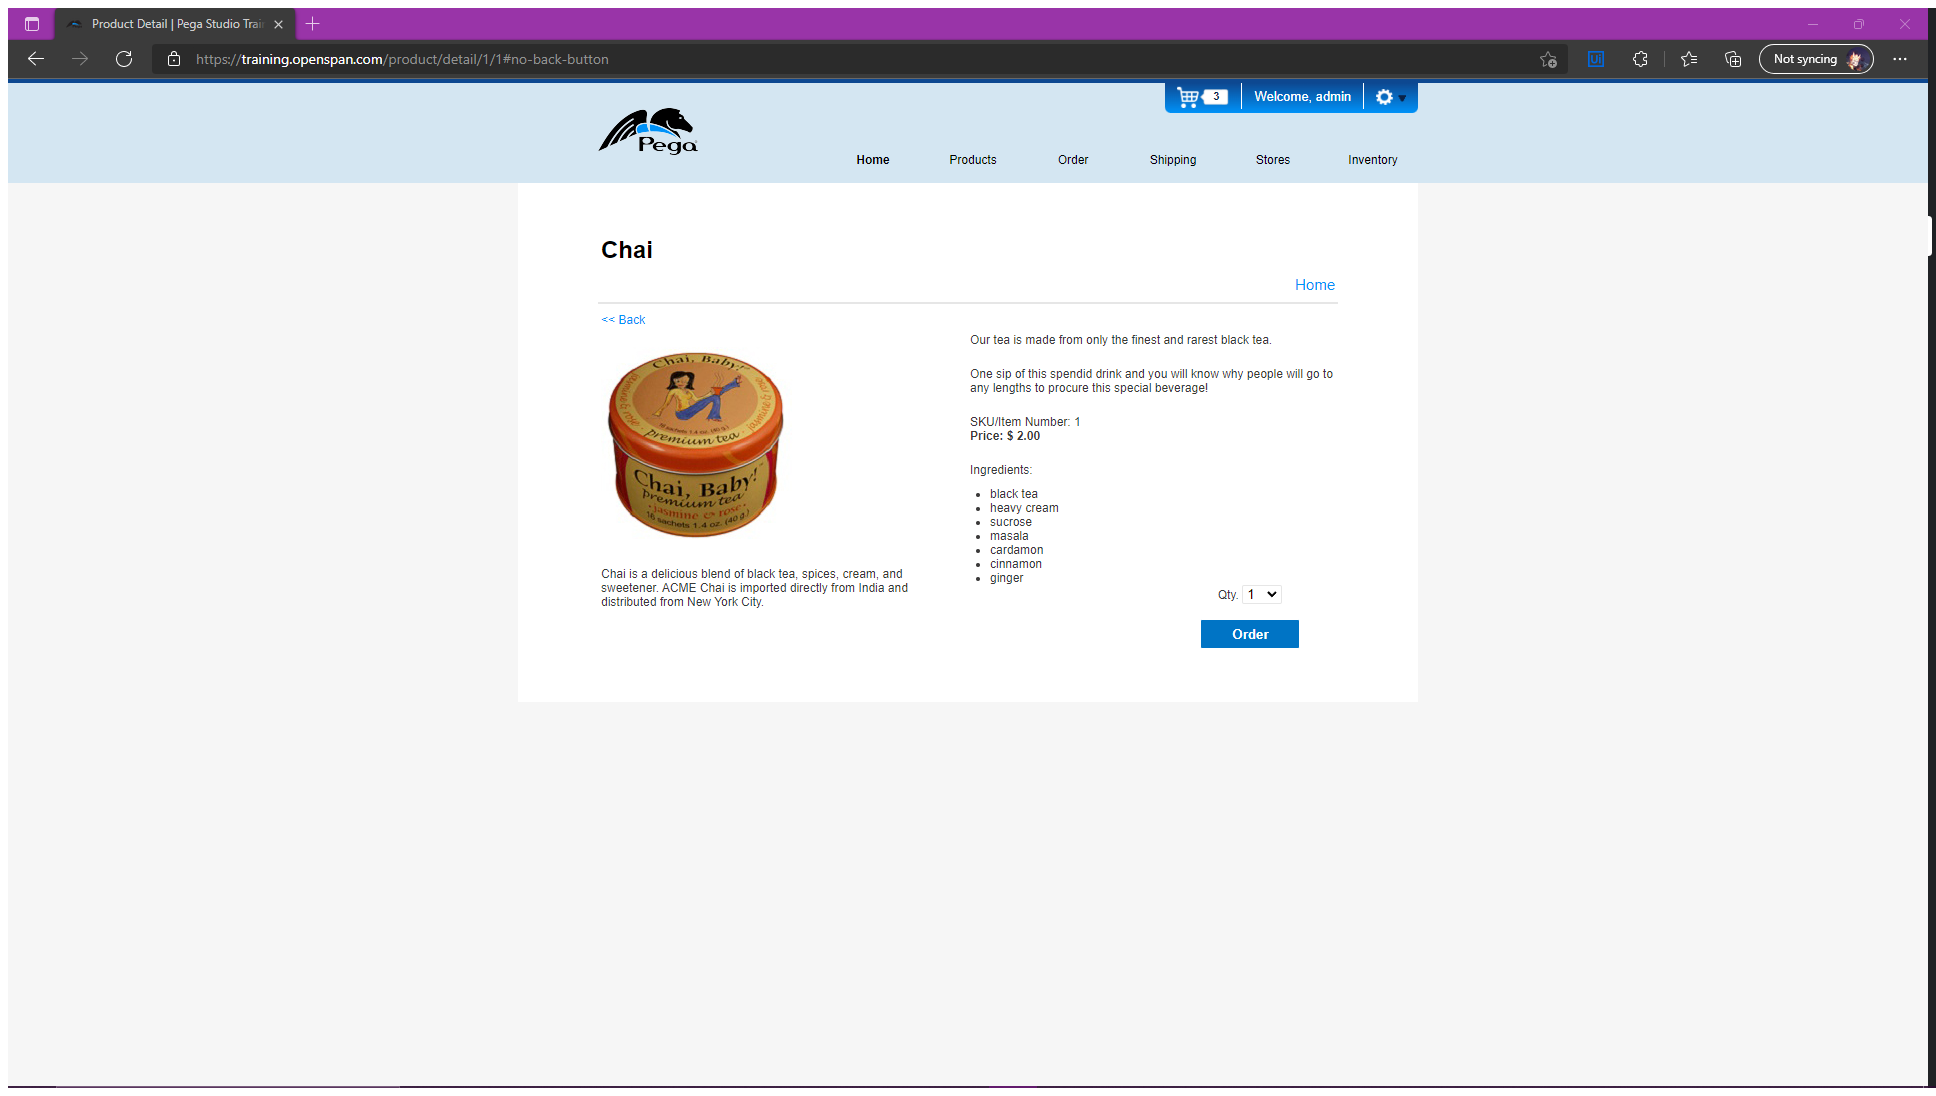 Product Detail | Pega Studio Trai
https://training.openspan.com/product/detail/1/1#no-back-button
Not syncing
3
Welcome, admin
Pega
Home
Products
Order
Shipping
Stores
Inventory
Chai
Home
<< Back
Chai, Baby!
jasmine & rose
jasmine & rose
premium tea
Chai, Baby!
premium tea
jasmine & rose
16 sachets 1.4 oz. (40 g.)
Chai is a delicious blend of black tea, spices, cream, and
sweetener. ACME Chai is imported directly from India and
distributed from New York City.
Our tea is made from only the finest and rarest black tea.
One sip of this spendid drink and you will know why people will go to
any lengths to procure this special beverage!
SKU/Item Number: 1
Price: $ 2.00
Ingredients:
black tea
heavy cream
sucrose
masala
cardamon
cinnamon
ginger
Qty. 1
Order